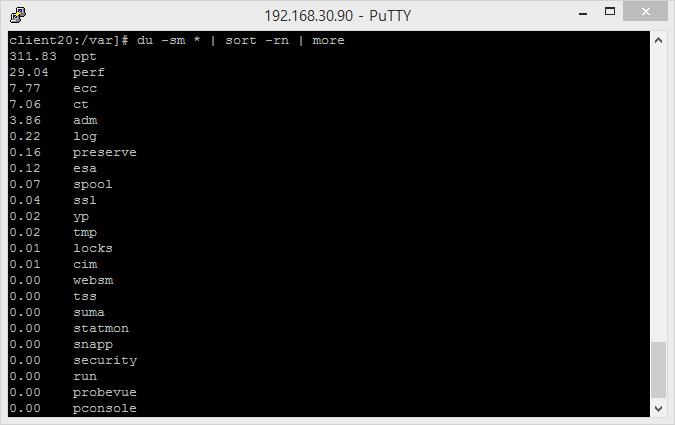 192.168.30.90 - PuTTY
client20:/var]# du -sm * | sort -rn | more
311.83  opt
29.04   perf
7.77    ecc
7.06    ct
3.86    adm
0.22    log
0.16    preserve
0.12    esa
0.07    spool
0.04    ssl
0.02    yp
0.02    tmp
0.01    locks
0.01    cim
0.00    websm
0.00    tss
0.00    suma
0.00    statmon
0.00    snapp
0.00    security
0.00    run
0.00    probevue
0.00    pconsole